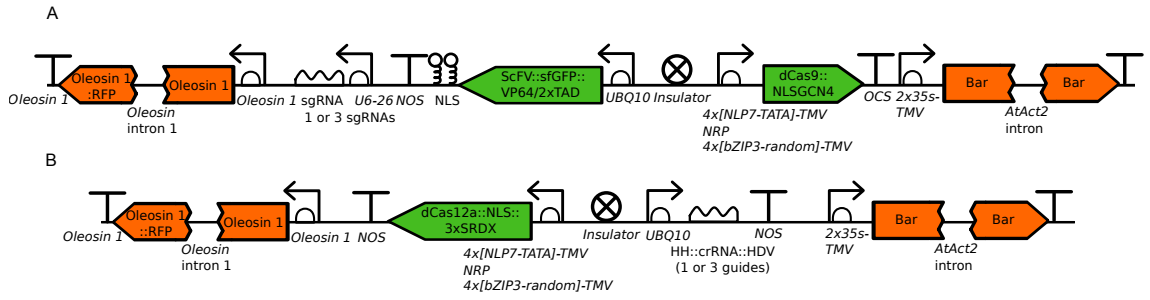 A
Oleosin 1
Oleosin 1
::RFP
Oleosin
intron 1
Oleosin 1
Oleosin 1
sgRNA
1 or 3 sgRNAs
U6-26
NOS
NLS
ScFV::sfGFP::
VP64/2xTAD
UBQ10
Insulator
4x[NLP7-TATA]-TMV
NRP
4x[bZIP3-random]-TMV
dCas9::
NLSGCN4
OCS
2x35s-
TMV
Bar
AtAct2
intron
Bar
B
Oleosin 1
Oleosin 1
::RFP
Oleosin
intron 1
Oleosin 1
Oleosin 1
NOS
dCas12a::NLS::
3xSRDX
4x[NLP7-TATA]-TMV
NRP
4x[bZIP3-random]-TMV
Insulator
UBQ10
HH::crRNA::HDV
(1 or 3 guides)
NOS
2x35s-
TMV
Bar
AtAct2
intron
Bar